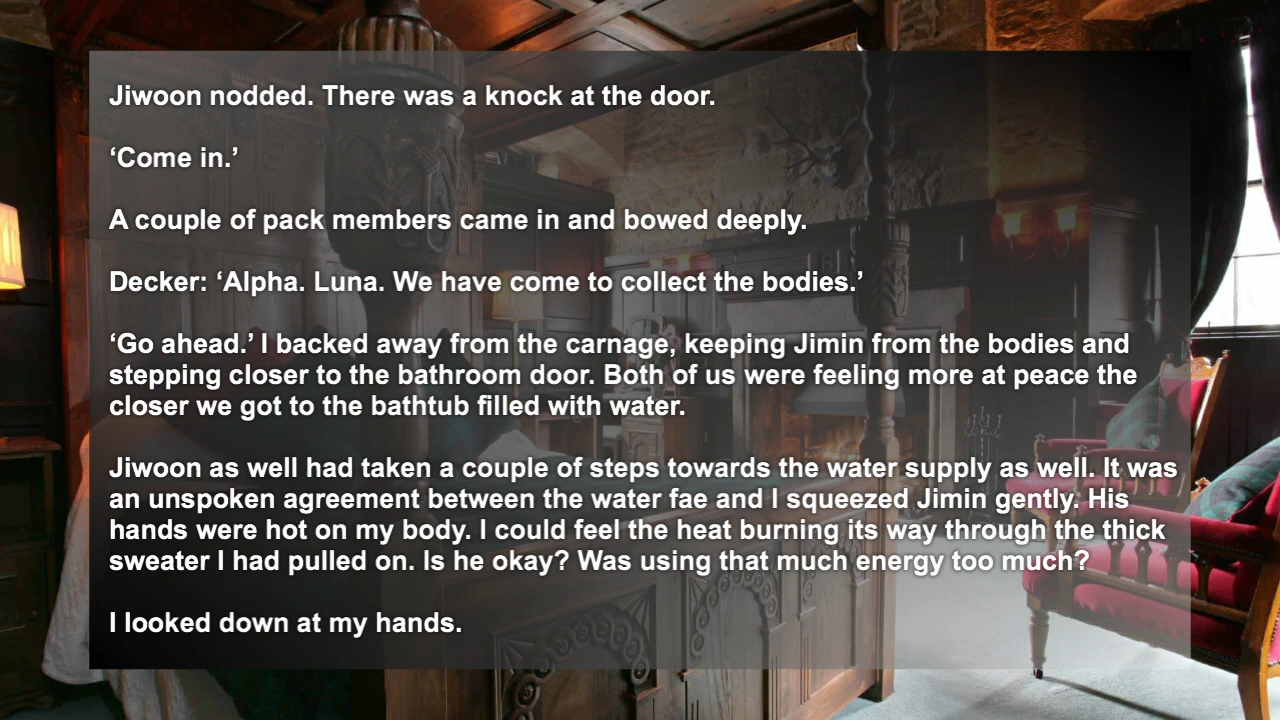 Jiwoon nodded. There was a knock at the door.
‘Come in.’
A couple of pack members came in and bowed deeply.
Decker: ‘Alpha. Luna. We have come to collect the bodies.’
‘Go ahead.’ I backed away from the carnage, keeping Jimin from the bodies and
stepping closer to the bathroom door. Both of us were feeling more at peace the
closer we got to the bathtub filled with water.
Jiwoon as well had taken a couple of steps towards the water supply as well. It was
an unspoken agreement between the water fae and I squeezed Jimin gently. His
hands were hot on my body. I could feel the heat burning its way through the thick
sweater I had pulled on. Is he okay? Was using that much energy too much?
I looked down at my hands.